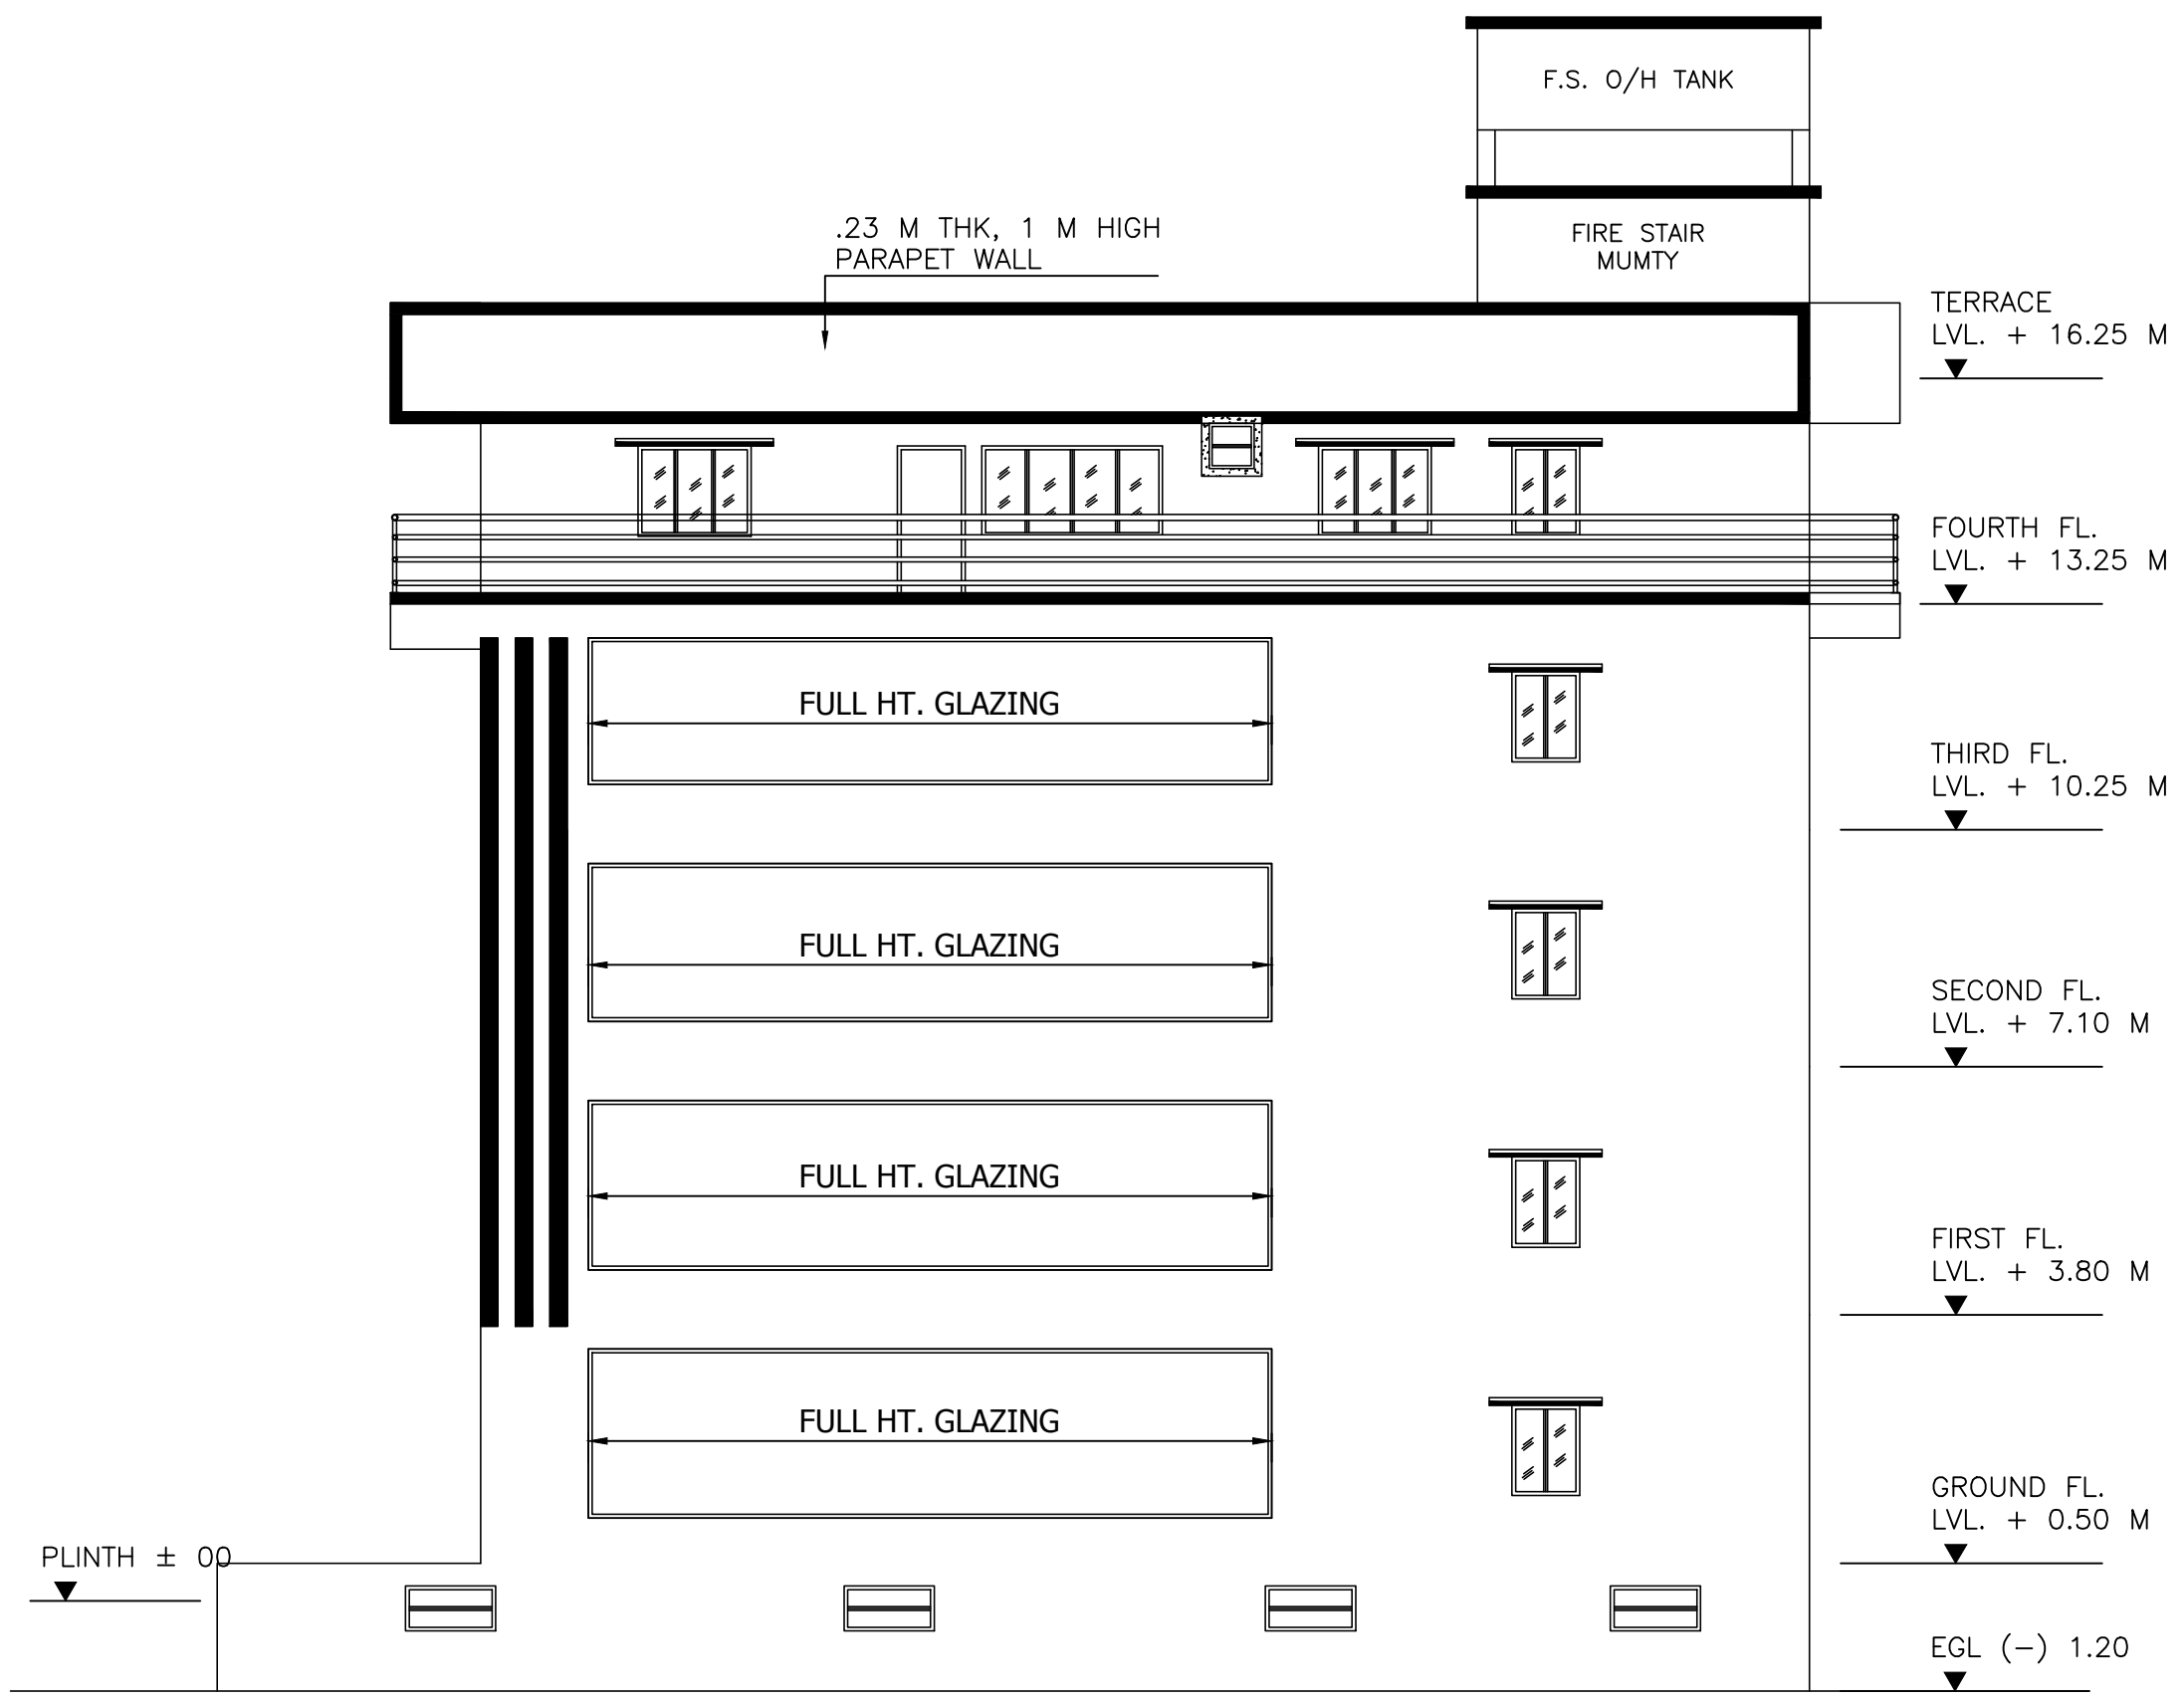 F.S. O/H TANK
.23 M THK, 1 M HIGH
PARAPET WALL
FIRE STAIR
MUMTY
TERRACE
LVL. + 16.25 M
FOURTH FL.
LVL. + 13.25 M
FULL HT. GLAZING
THIRD FL.
LVL. + 10.25 M
FULL HT. GLAZING
SECOND FL.
LVL. + 7.10 M
FULL HT. GLAZING
FIRST FL.
LVL. + 3.80 M
FULL HT. GLAZING
GROUND FL.
LVL. + 0.50 M
PLINTH ± 00
EGL (-) 1.20